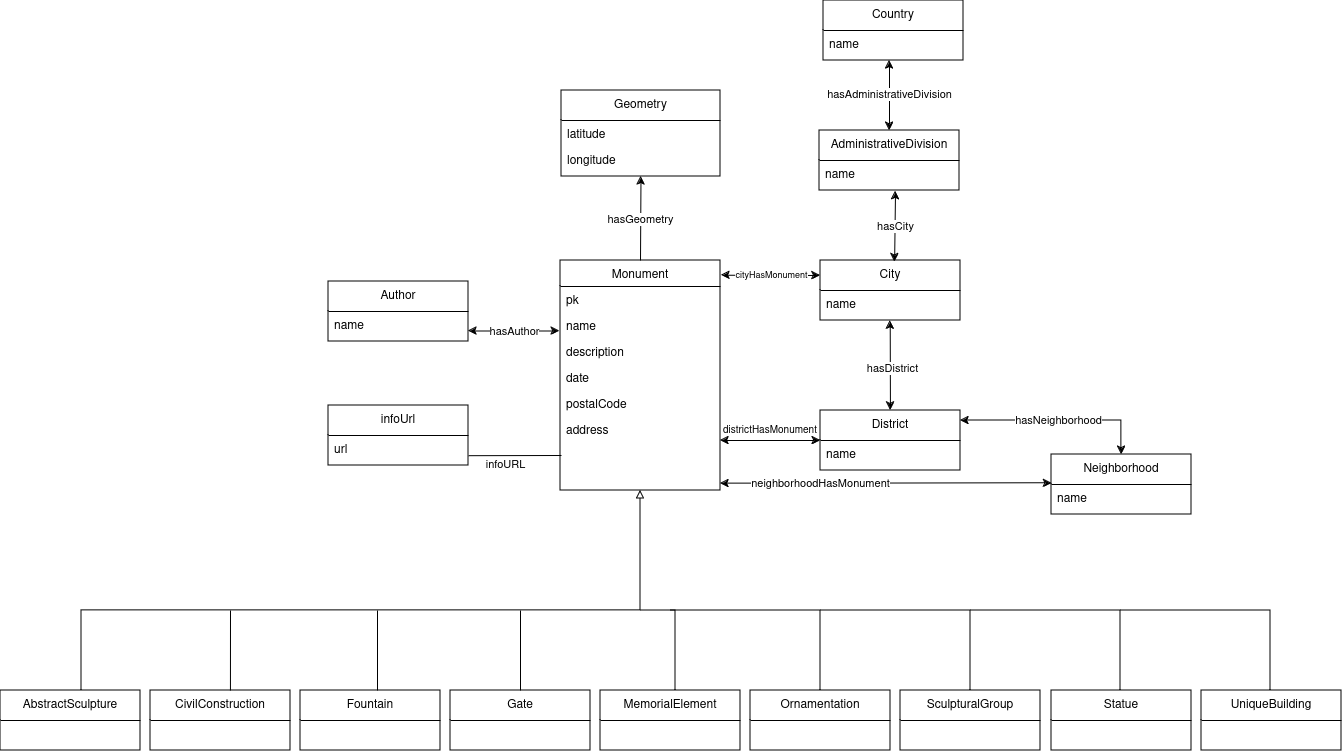 Country
name
hasAdministrativeDivision
AdministrativeDivision
name
hasCity
Geometry
latitude
longitude
hasGeometry
Monument
pk
name
description
date
postalCode
address
cityHasMonument
City
name
Author
name
hasAuthor
infoUrl
url
infoURL
hasDistrict
districtHasMonument
District
name
hasNeighborhood
neighborhoodHasMonument
Neighborhood
name
AbstractSculpture
CivilConstruction
Fountain
Gate
MemorialElement
Ornamentation
SculpturalGroup
Statue
UniqueBuilding